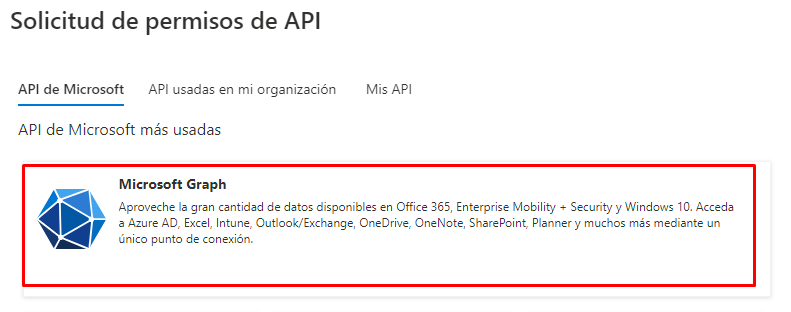 Solicitud de permisos de API
API de Microsoft API usadas en mi organización Mis API
API de Microsoft más usadas
Microsoft Graph
Aproveche la gran cantidad de datos disponibles en Office 365, Enterprise Mobility + Security y Windows 10. Acceda
a Azure AD, Excel, Intune, Outlook/Exchange, OneDrive, OneNote, SharePoint, Planner y muchos más mediante un
único punto de conexión.